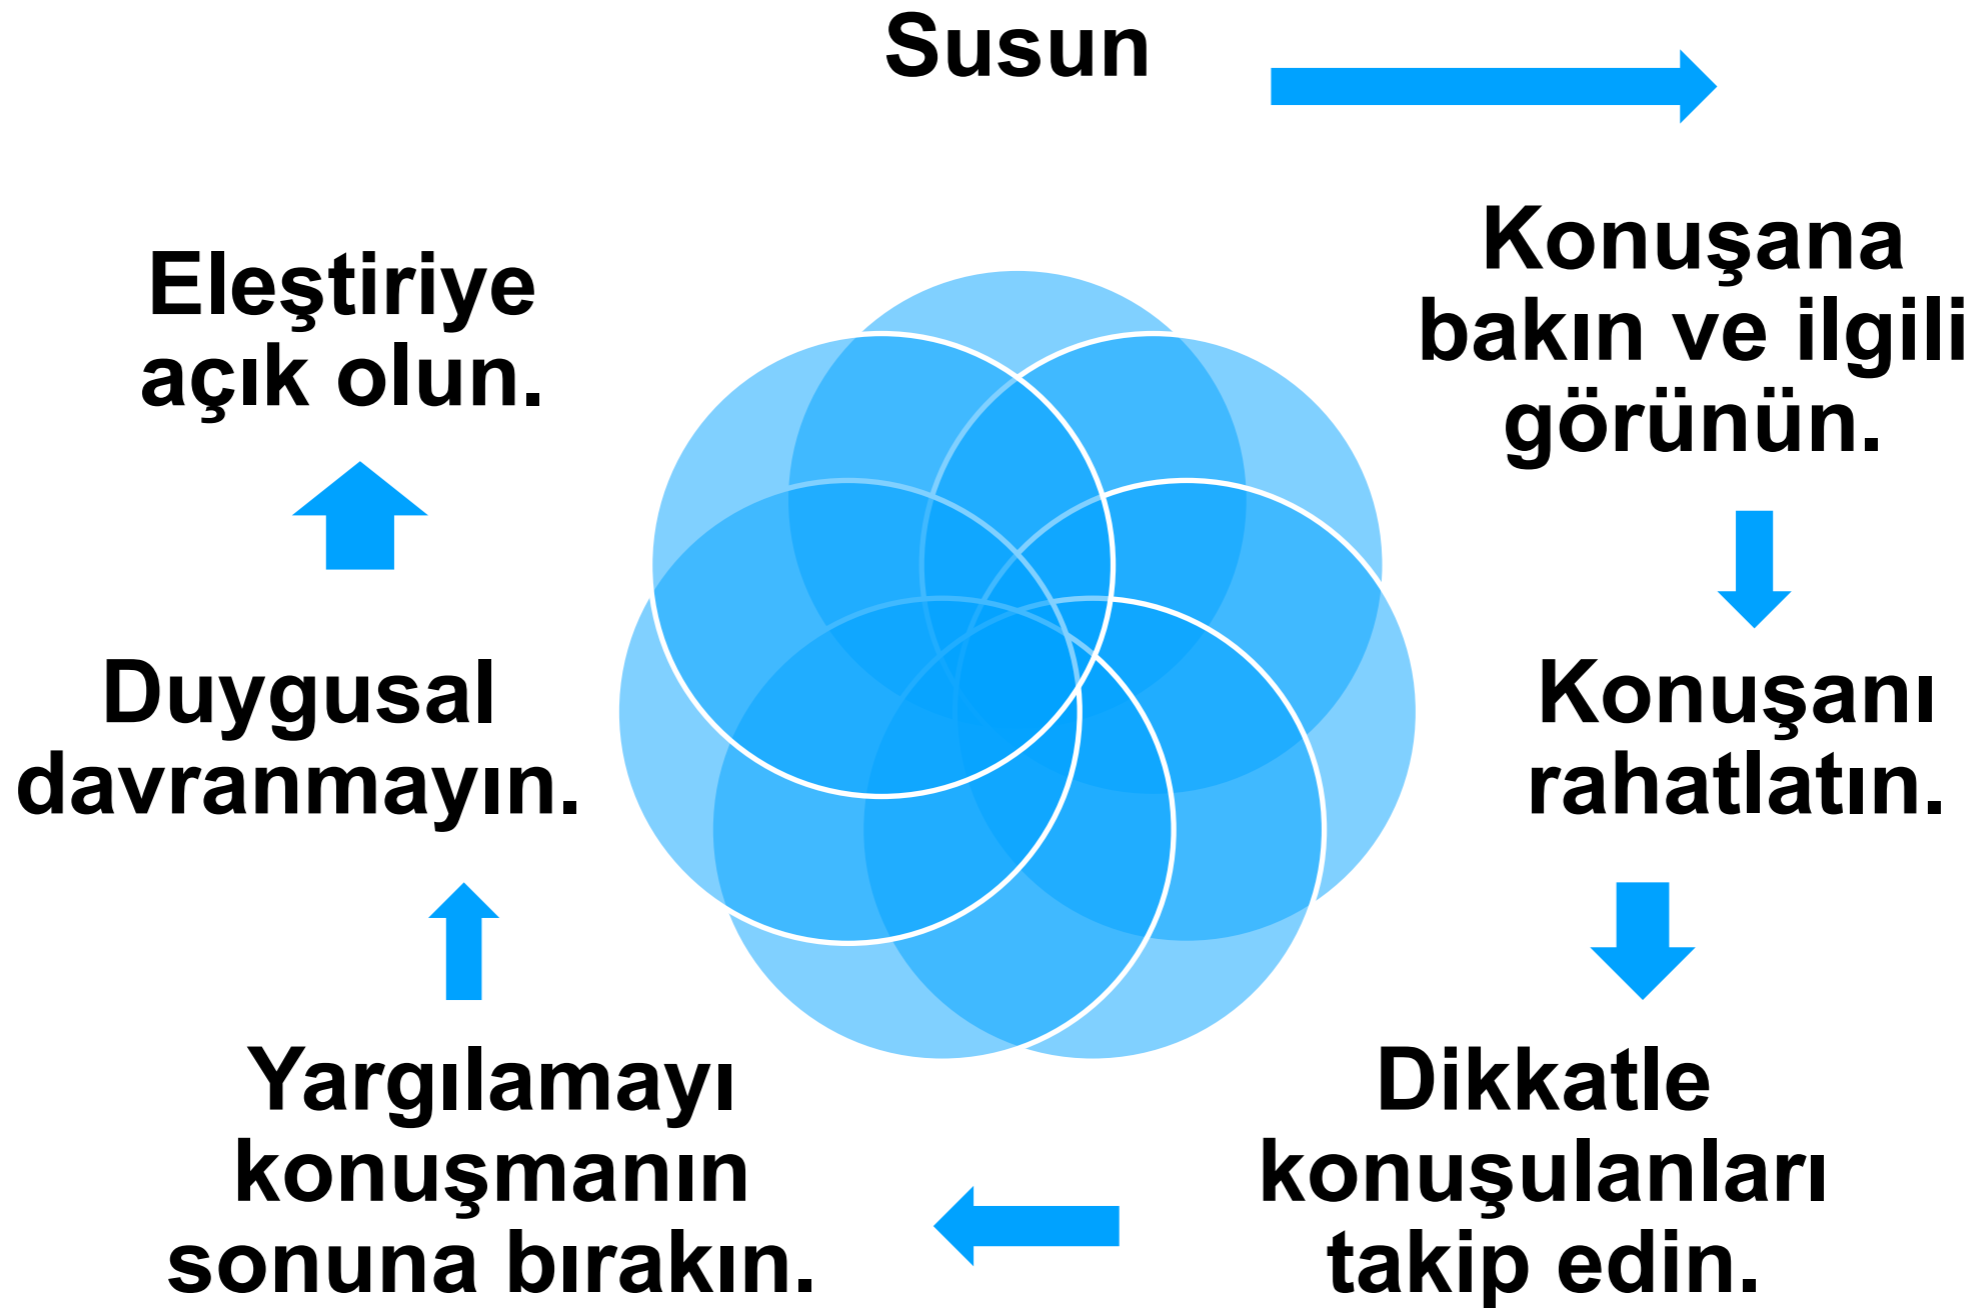 Susun
Konuşana
bakın ve ilgili
görünün.
Konuşanı
rahatlatın.
Dikkatle
konuşulanları
takip edin.
Yargılamayı
konuşmanın
sonuna bırakın.
Duygusal
davranmayın.
Eleştiriye
açık olun.